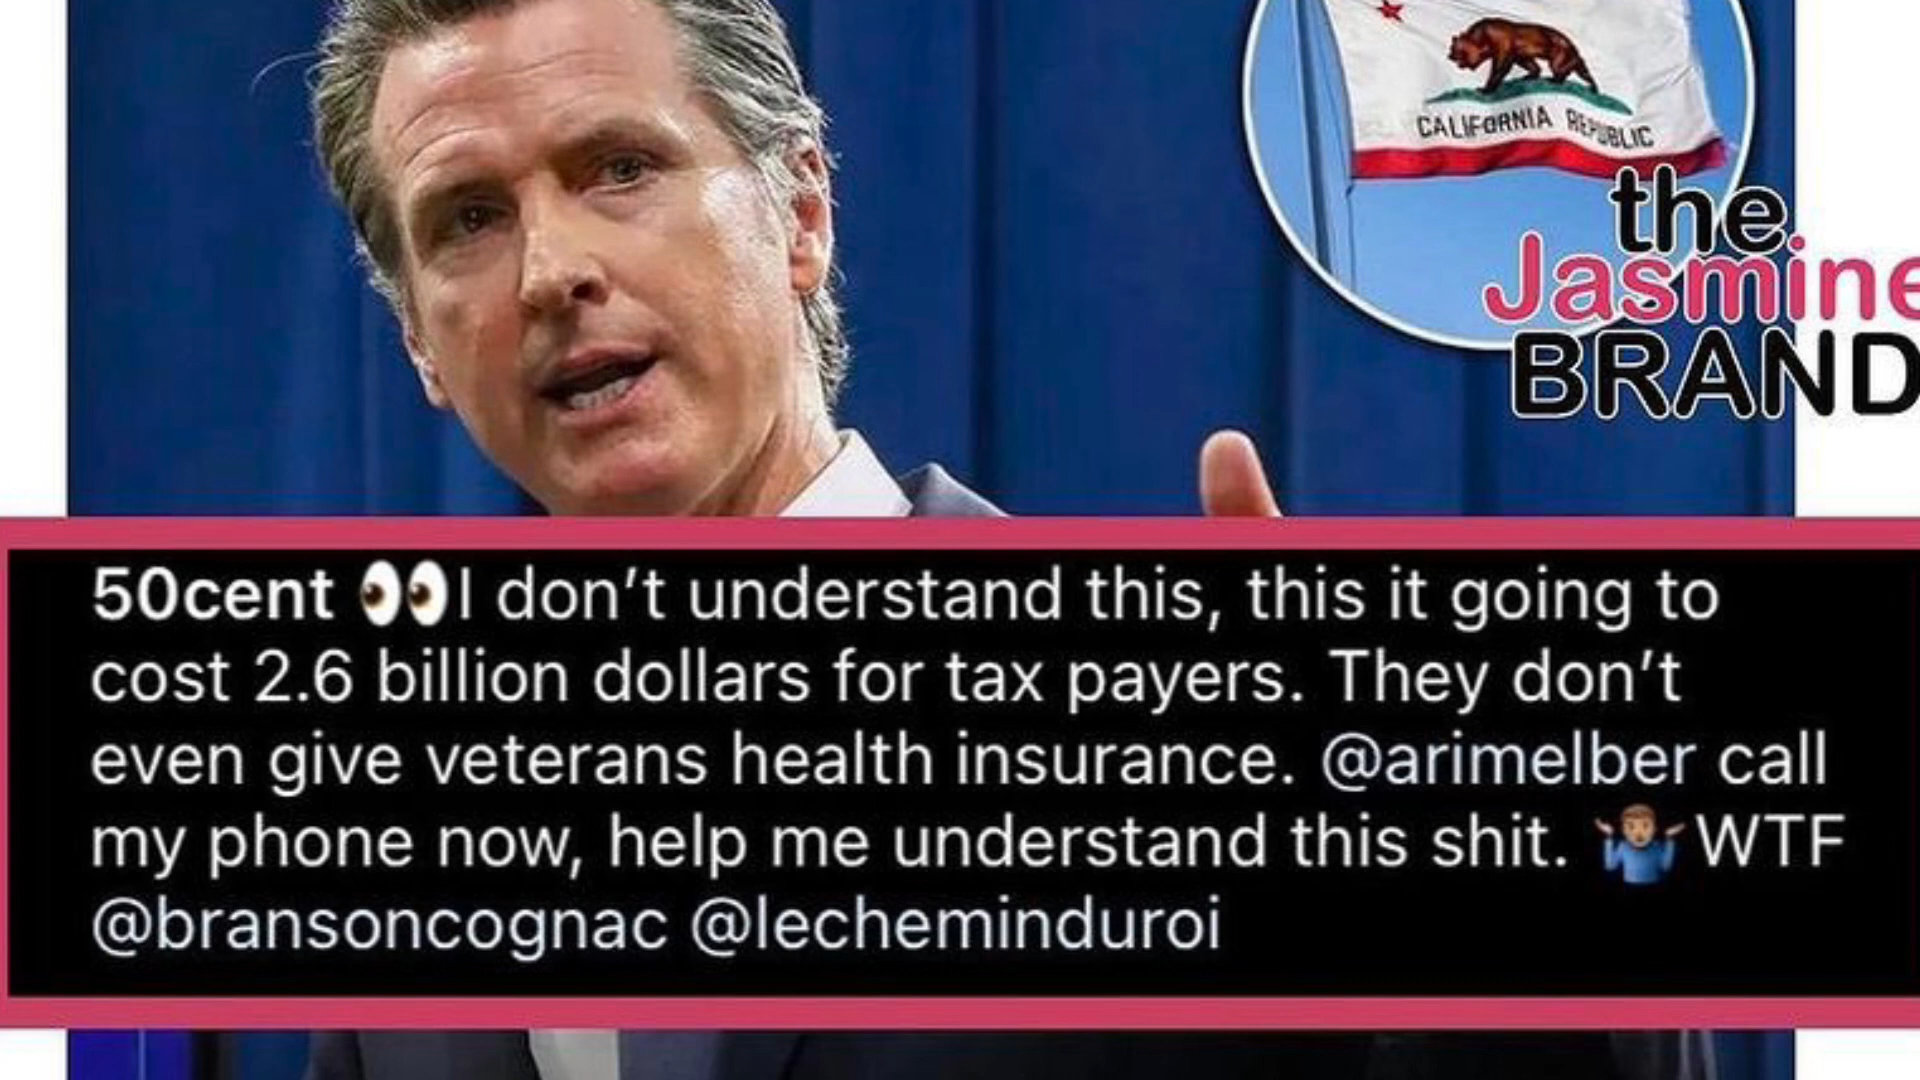 CALIFORNIA REPUBLIC
the
Jasmine
BRAND
50cent 👀I don't understand this, this it going to
cost 2.6 billion dollars for tax payers. They don't
even give veterans health insurance. @arimelber call
my phone now, help me understand this shit. 🤷🏽‍♂️WTF
@bransoncognac @lecheminduroi